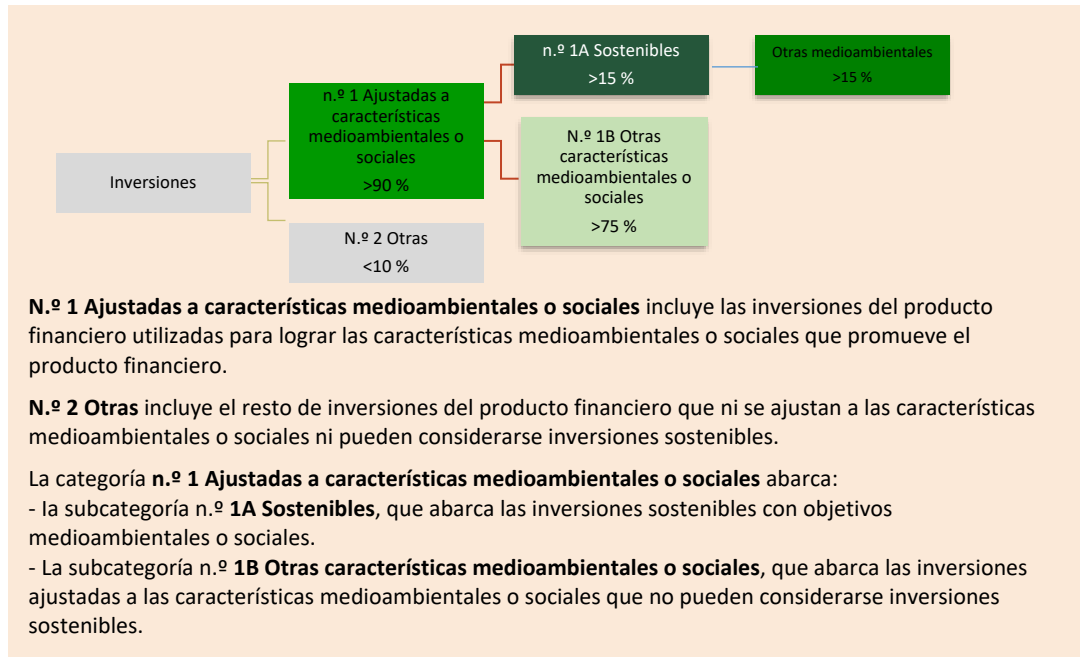 n.º 1A Sostenibles
>15 %
Otras medioambientales
>15 %
n.º 1 Ajustadas a
características
medioambientales o
sociales
>90 %
N.º 1B Otras
características
medioambientales o
sociales
>75 %
Inversiones
N.º 2 Otras
<10 %
N.º 1 Ajustadas a características medioambientales o sociales incluye las inversiones del producto
financiero utilizadas para lograr las características medioambientales o sociales que promueve el
producto financiero.
N.º 2 Otras incluye el resto de inversiones del producto financiero que ni se ajustan a las características
medioambientales o sociales ni pueden considerarse inversiones sostenibles.
La categoría n.º 1 Ajustadas a características medioambientales o sociales abarca:
- la subcategoría n.º 1A Sostenibles, que abarca las inversiones sostenibles con objetivos
medioambientales o sociales.
- La subcategoría n.º 1B Otras características medioambientales o sociales, que abarca las inversiones
ajustadas a las características medioambientales o sociales que no pueden considerarse inversiones
sostenibles.